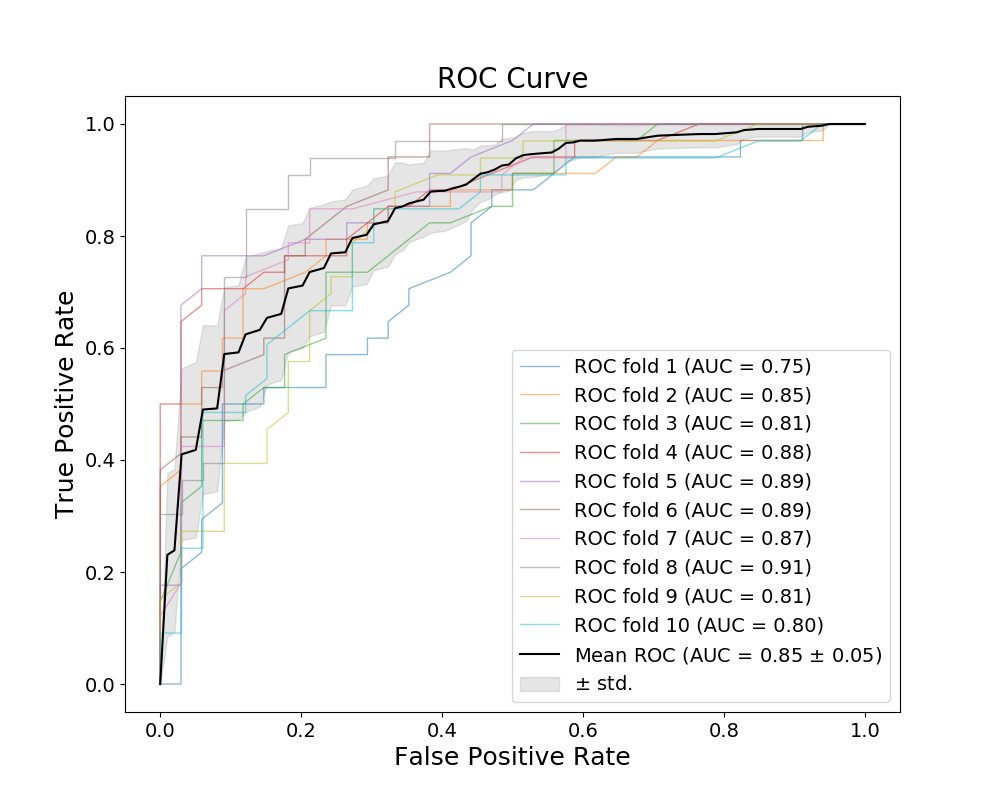 ROC Curve
True Positive Rate
1.0
0.8
0.6
0.4
0.2
0.0
ROC fold 1 (AUC = 0.75)
ROC fold 2 (AUC = 0.85)
ROC fold 3 (AUC = 0.81)
ROC fold 4 (AUC = 0.88)
ROC fold 5 (AUC = 0.89)
ROC fold 6 (AUC = 0.89)
ROC fold 7 (AUC = 0.87)
ROC fold 8 (AUC = 0.91)
ROC fold 9 (AUC = 0.81)
ROC fold 10 (AUC = 0.80)
Mean ROC (AUC = 0.85 ± 0.05)
± std.
0.0 0.2 0.4 0.6 0.8 1.0
False Positive Rate